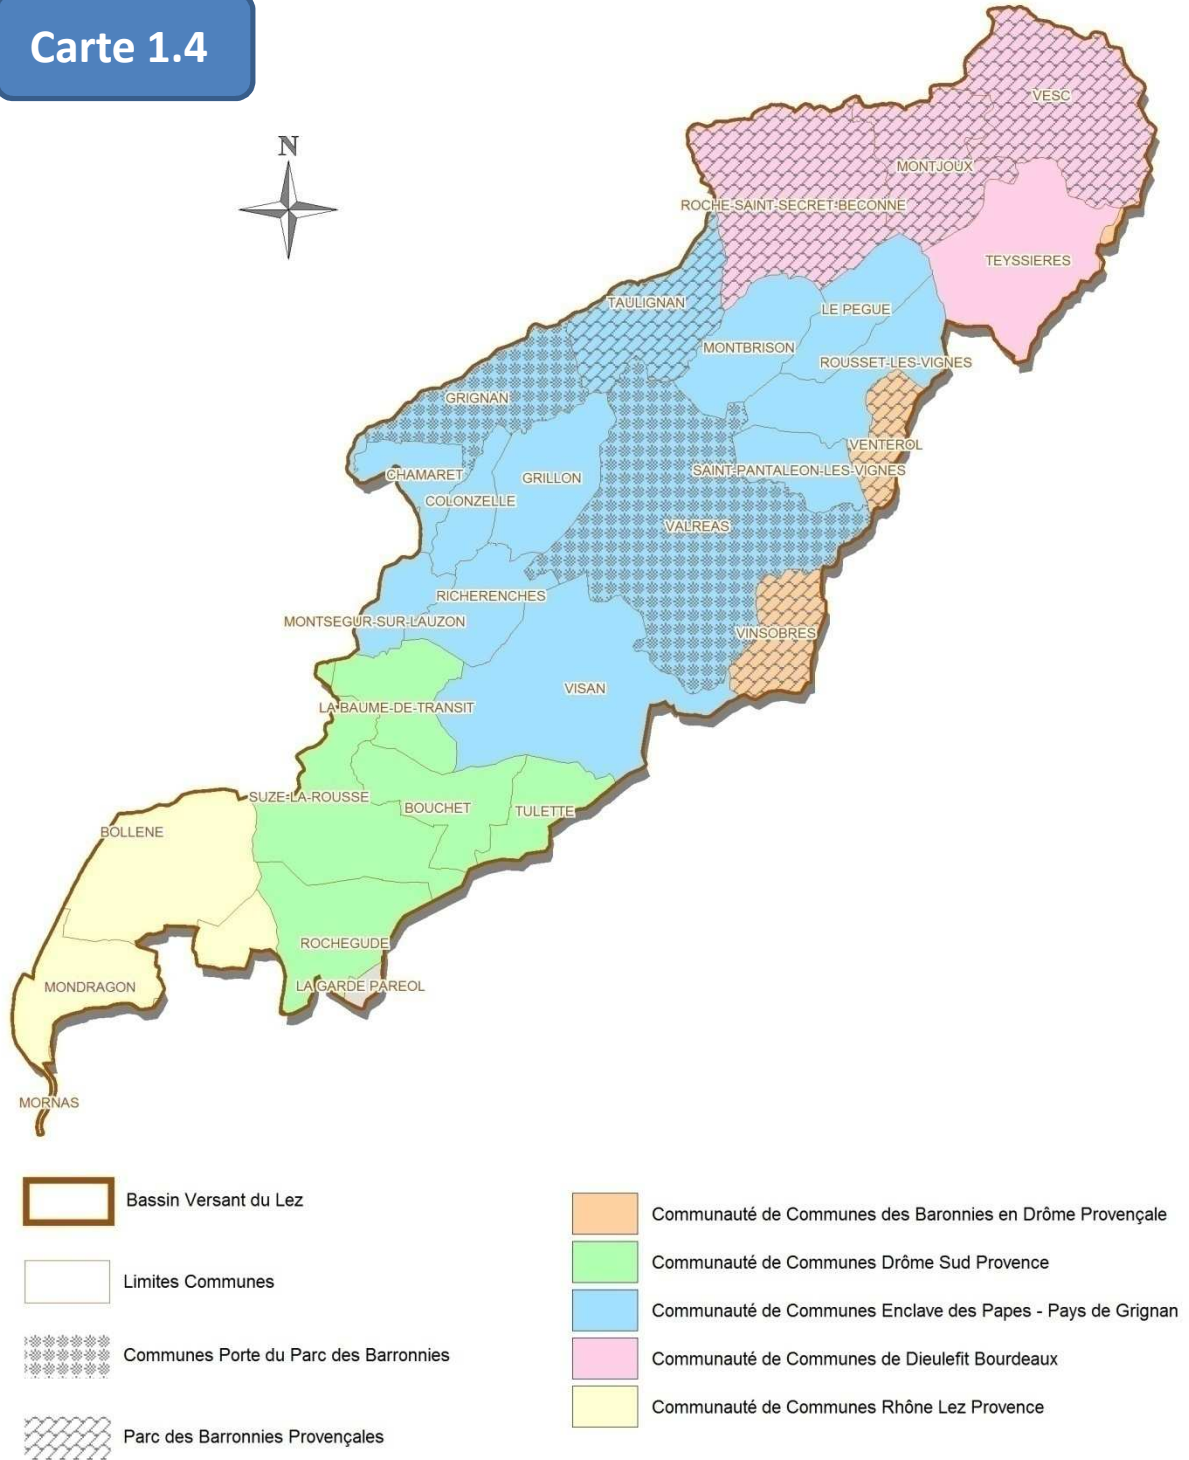 Carte 1.4
N
VESC
MONTJOUX
ROCHE-SAINT-SECRET-BECONNE
TEYSSIERES
TAULIGNAN
LE PEGUE
MONTBRISON
ROUSSET-LES-VIGNES
GRIGNAN
VENTEROL
SAINT-PANTALEON-LES-VIGNES
CHAMARET
GRILLON
COLONZELLE
VALREAS
RICHERENCHES
MONTSEGUR-SUR-LAUZON
VINSOBRES
VISAN
LA BAUME-DE-TRANSIT
SUZE-LA-ROUSSE
BOUCHET
TULETTE
BOLLENE
ROCHEGUDE
LA GARDE PAREOL
MONDRAGON
MORNAS
Bassin Versant du Lez
Limites Communes
Communes Porte du Parc des Barronnies
Parc des Barronnies Provençales
Communauté de Communes des Baronnies en Drôme Provençale
Communauté de Communes Drôme Sud Provence
Communauté de Communes Enclave des Papes - Pays de Grignan
Communauté de Communes de Dieulefit Bourdeaux
Communauté de Communes Rhône Lez Provence